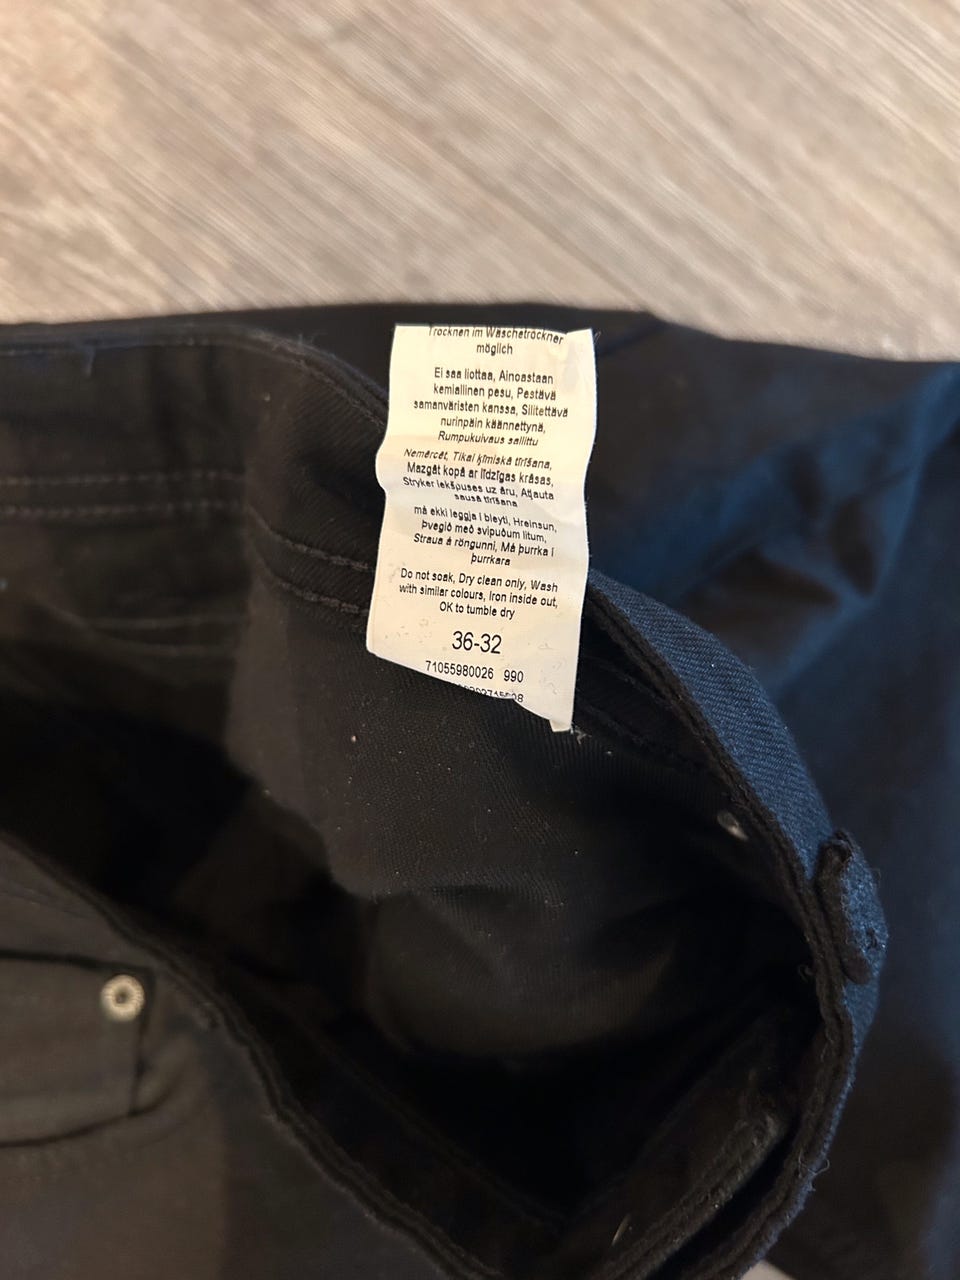 Trocknen im Wäschetrockner
möglich
Ei saa liottaa, Ainoastaan
kemiallinen pesu, Pestävä
samanväristen kanssa, Silitettävä
nurinpäin käännettynä,
Rumpukuivaus sallittu
Nemērcēt, Tikai ķīmiskā tīrīšana,
Mazgāt kopā ar līdzīgas krāsas,
Stryker iekšpuses uz āru, Atļauta
sausā tīrīšana
má ekki leggja í bleyti, Hreinsun,
Þvegið með svipuðum litum,
Straua á röngunni, Má þurrka í
þurrkara
Do not soak, Dry clean only, Wash
with similar colours, Iron inside out,
OK to tumble dry
36-32
71055980026 990